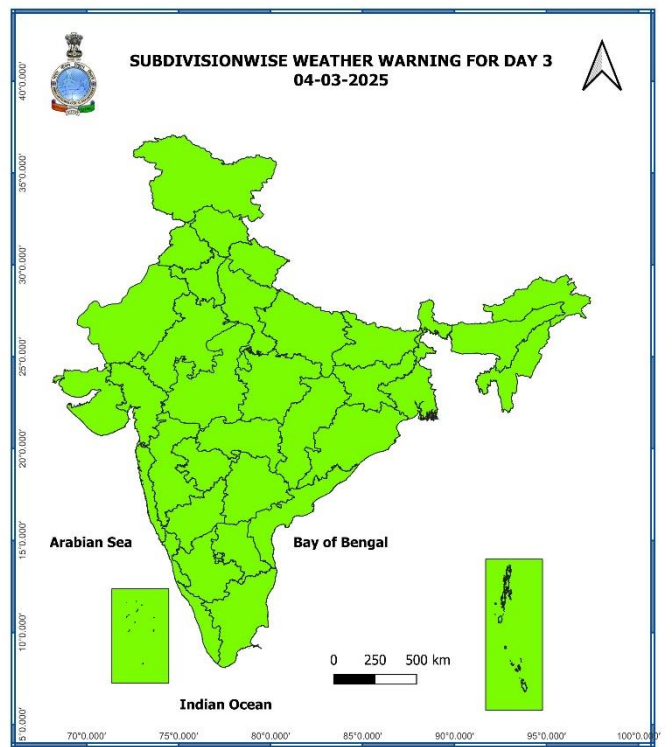 SUBDIVISIONWISE WEATHER WARNING FOR DAY 3
04-03-2025
40°0.000'
35°0.000'
30°0.000'
25°0.000'
20°0.000'
15°0.000'
10°0.000'
5°0.000'
Arabian Sea
Bay of Bengal
0 250 500 km
Indian Ocean
70°0.000' 75°0.000' 80°0.000' 85°0.000' 90°0.000' 95°0.000' 100°0.000'